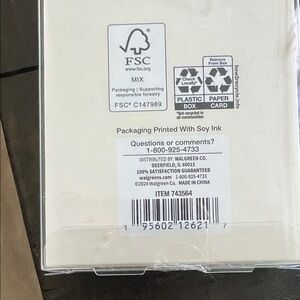 FSC
www.fsc.org
MIX
Packaging | Supporting
responsible forestry
FSC® C147989
Check
Locally*
Remove
From Box
PLASTIC
BOX
PAPER
CARD
*Not recycled in
all communities
how2recycle.info
Packaging Printed With Soy Ink
Questions or comments?
1-800-925-4733
DISTRIBUTED BY: WALGREEN CO.
DEERFIELD, IL 60015
100% SATISFACTION GUARANTEED
walgreens.com 1-800-925-4733
©2024 Walgreen Co. MADE IN CHINA
ITEM 743564
1 95602 12621 7